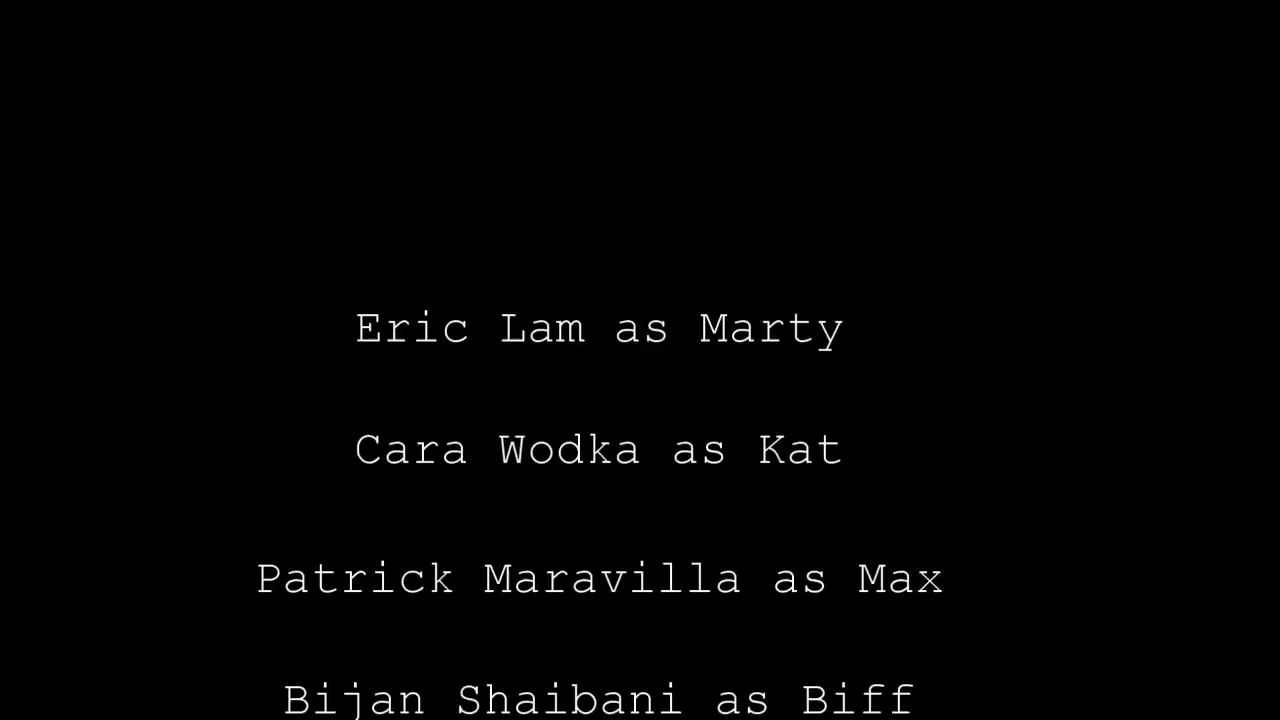 Eric Lam as Marty
Cara Wodka as Kat
Patrick Maravilla as Max
Bijan Shaibani as Biff